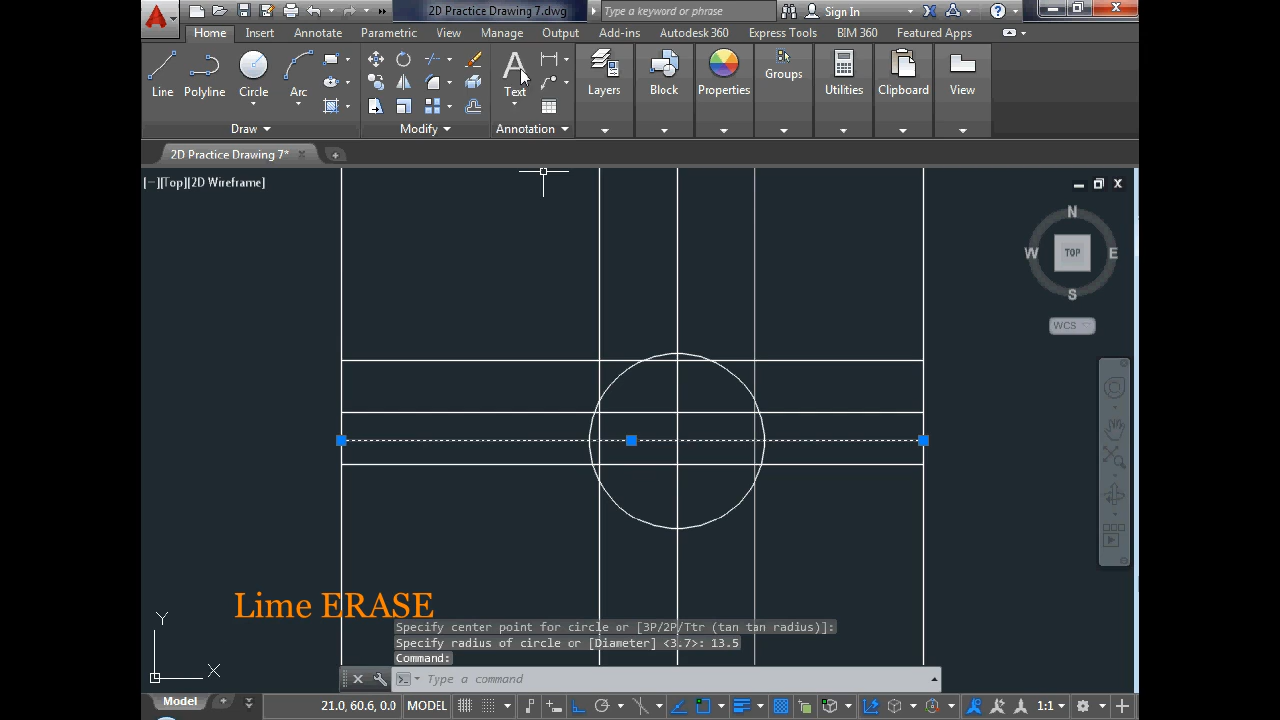 2D Practice Drawing 7.dwg
Type a keyword or phrase
Sign In
Home Insert Annotate Parametric View Manage Output Add-ins Autodesk 360 Express Tools BIM 360 Featured Apps
Line Polyline Circle Arc Text Layers Block Properties Groups Utilities Clipboard View
Draw Modify Annotation
2D Practice Drawing 7*
[−][Top][2D Wireframe]
N
W TOP E
S
WCS
Lime ERASE
Specify center point for circle or [3P/2P/Ttr (tan tan radius)]:
Specify radius of circle or [Diameter] <3.7>: 13.5
Command:
Y
X
Type a command
Model 21.0, 60.6, 0.0 MODEL 1:1